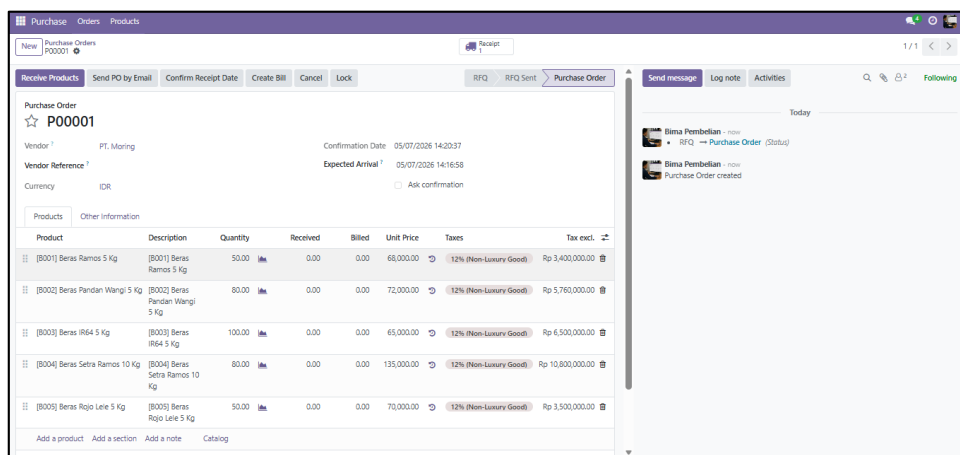 Purchase Orders Products
4
New Purchase Orders
P00001
Receipt
1
1 / 1
Receive Products Send PO by Email Confirm Receipt Date Create Bill Cancel Lock
RFQ RFQ Sent Purchase Order
Send message Log note Activities
2 Following
Purchase Order
P00001
Vendor ? PT. Moring
Confirmation Date 05/07/2026 14:20:37
Vendor Reference ?
Expected Arrival ? 05/07/2026 14:16:58
Currency IDR
Ask confirmation
Products Other Information
Product Description Quantity Received Billed Unit Price Taxes Tax excl.
[B001] Beras Ramos 5 Kg [B001] Beras 50.00 0.00 0.00 68,000.00 12% (Non-Luxury Good) Rp 3,400,000.00
Ramos 5 Kg
[B002] Beras Pandan Wangi 5 Kg [B002] Beras 80.00 0.00 0.00 72,000.00 12% (Non-Luxury Good) Rp 5,760,000.00
Pandan Wangi
5 Kg
[B003] Beras IR64 5 Kg [B003] Beras 100.00 0.00 0.00 65,000.00 12% (Non-Luxury Good) Rp 6,500,000.00
IR64 5 Kg
[B004] Beras Setra Ramos 10 Kg [B004] Beras 80.00 0.00 0.00 135,000.00 12% (Non-Luxury Good) Rp 10,800,000.00
Setra Ramos 10
Kg
[B005] Beras Rojo Lele 5 Kg [B005] Beras 50.00 0.00 0.00 70,000.00 12% (Non-Luxury Good) Rp 3,500,000.00
Rojo Lele 5 Kg
Add a product Add a section Add a note Catalog
Today
Bima Pembelian - now
RFQ → Purchase Order (Status)
Bima Pembelian - now
Purchase Order created